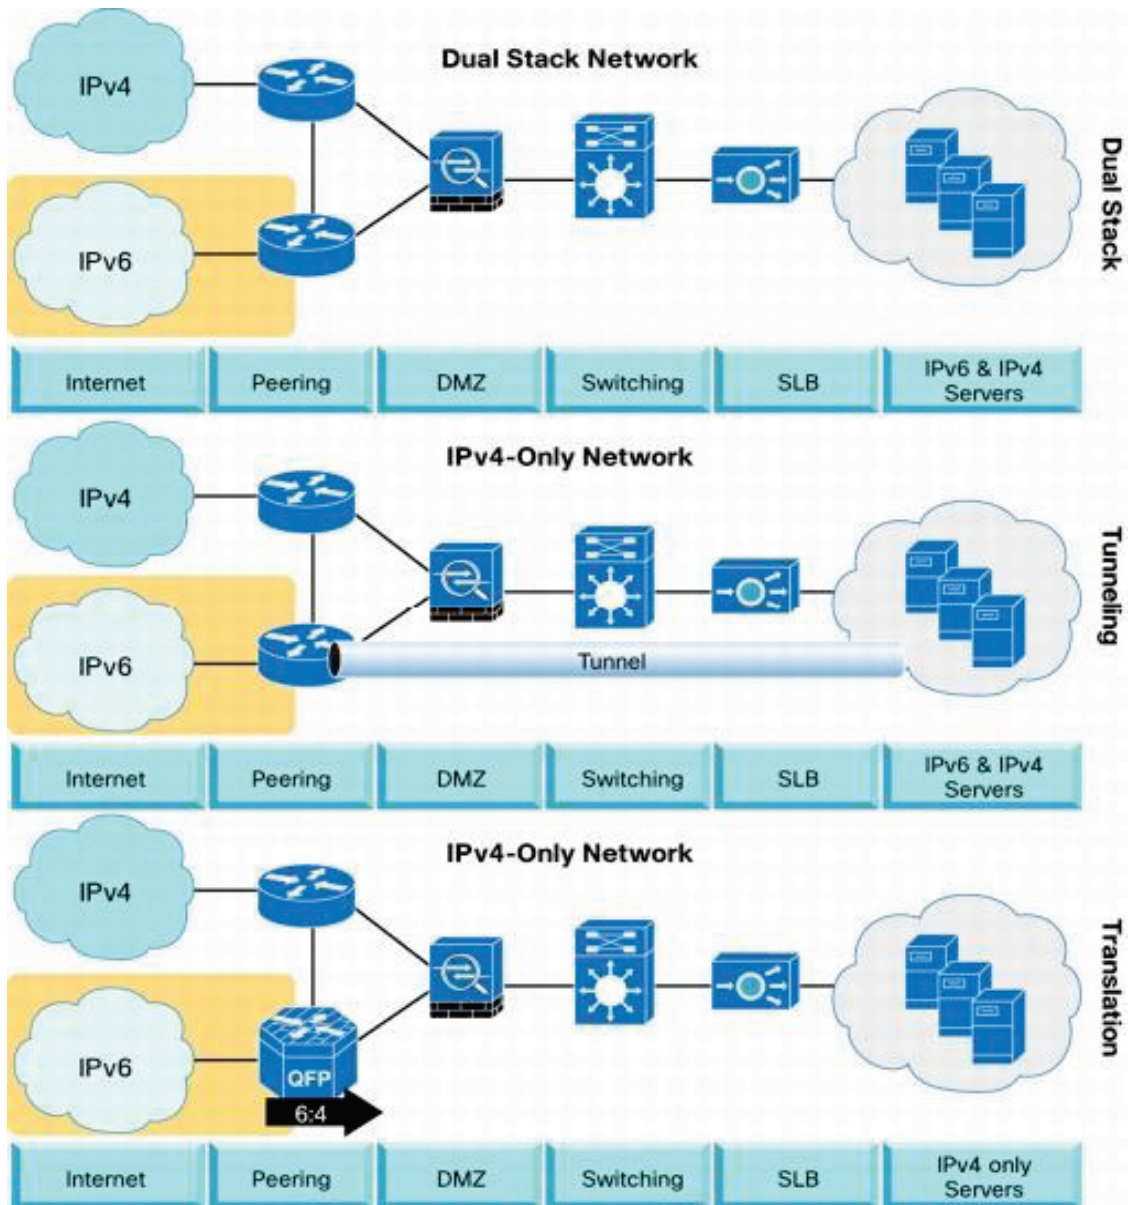 Dual Stack Network
IPv4
IPv6
Dual Stack
Internet
Peering
DMZ
Switching
SLB
IPv6 & IPv4
Servers
IPv4-Only Network
IPv4
IPv6
Tunnel
Tunneling
Internet
Peering
DMZ
Switching
SLB
IPv6 & IPv4
Servers
IPv4-Only Network
IPv4
IPv6
QFP
6:4
Translation
Internet
Peering
DMZ
Switching
SLB
IPv4 only
Servers